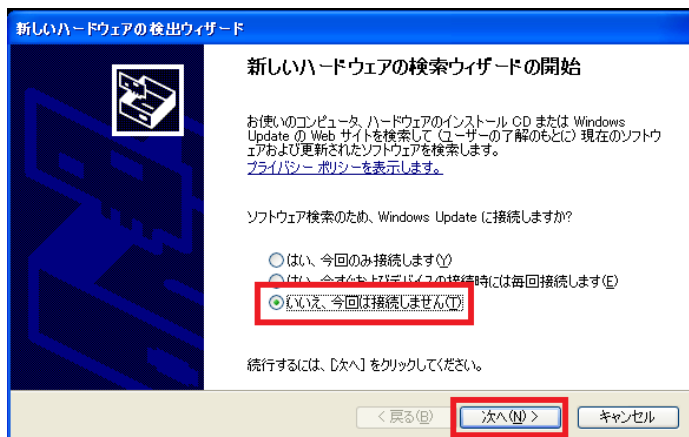 新しいハードウェアの検出ウィザード
新しいハードウェアの検索ウィザードの開始
お使いのコンピュータ、ハードウェアのインストール CD または Windows
Update の Web サイトを検索して (ユーザーの了解のもとに) 現在のソフトウ
ェアおよび更新されたソフトウェアを検索します。
プライバシー ポリシーを表示します。
ソフトウェア検索のため、Windows Update に接続しますか?
はい、今回のみ接続します(Y)
はい、今すぐおよびデバイスの接続時には毎回接続します(E)
いいえ、今回は接続しません(T)
続行するには、[次へ] をクリックしてください。
< 戻る(B)
次へ(N) >
キャンセル